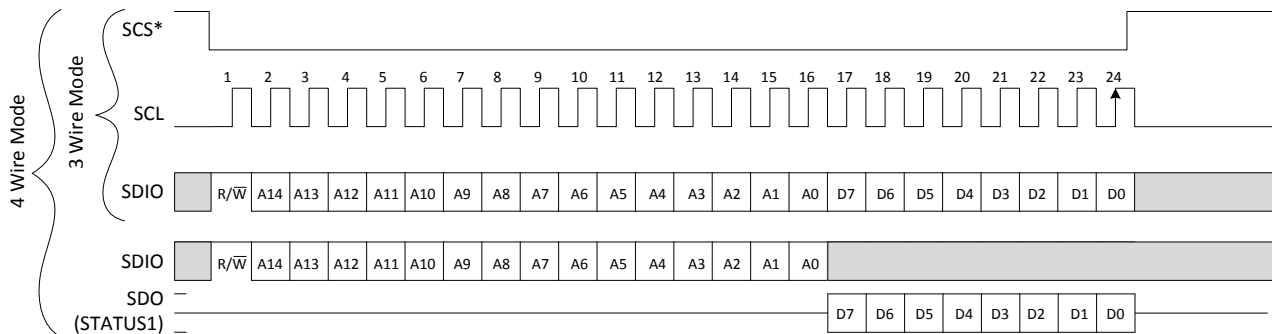 4 Wire Mode
3 Wire Mode
SCS*
1 2 3 4 5 6 7 8 9 10 11 12 13 14 15 16 17 18 19 20 21 22 23 24
SCL
SDIO R/W̅ A14 A13 A12 A11 A10 A9 A8 A7 A6 A5 A4 A3 A2 A1 A0 D7 D6 D5 D4 D3 D2 D1 D0
SDIO R/W̅ A14 A13 A12 A11 A10 A9 A8 A7 A6 A5 A4 A3 A2 A1 A0
SDO
(STATUS1) D7 D6 D5 D4 D3 D2 D1 D0